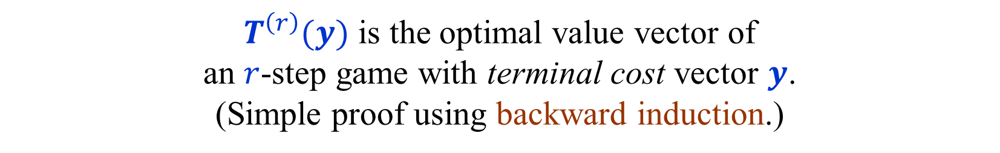 T^(r)(y) is the optimal value vector of
an r-step game with terminal cost vector y.
(Simple proof using backward induction.)